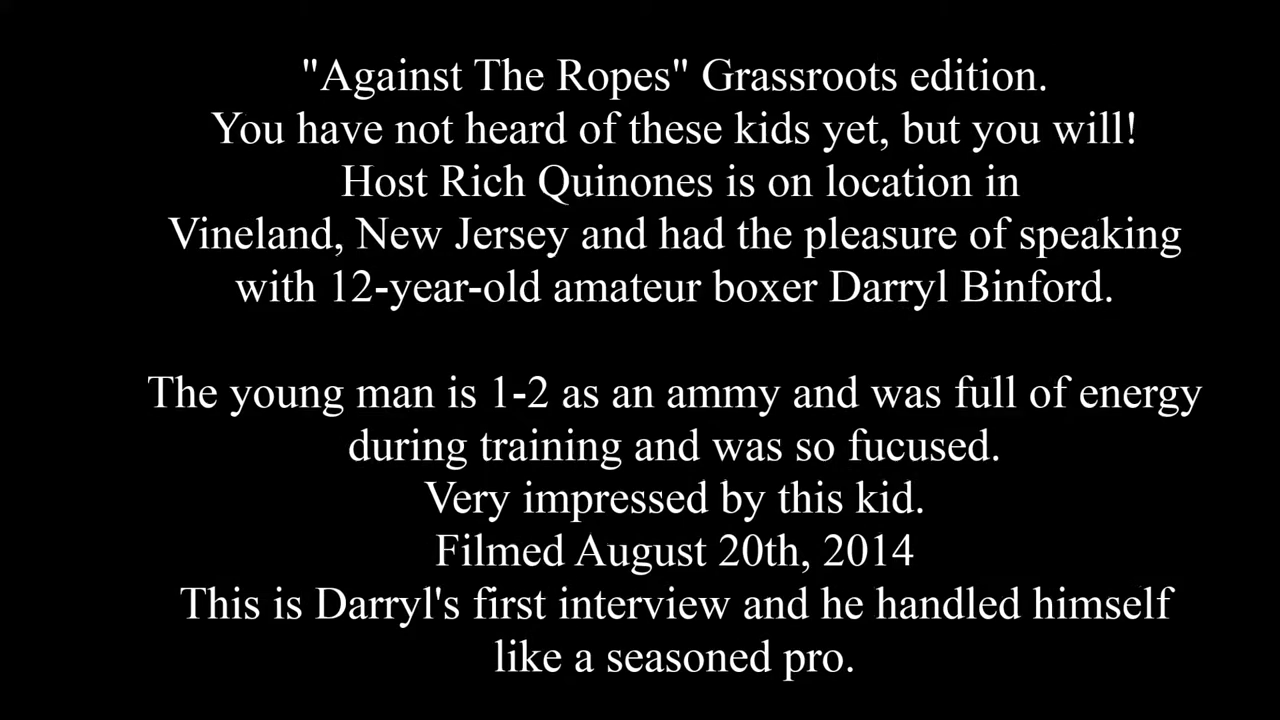 "Against The Ropes" Grassroots edition.
You have not heard of these kids yet, but you will!
Host Rich Quinones is on location in
Vineland, New Jersey and had the pleasure of speaking
with 12-year-old amateur boxer Darryl Binford.
The young man is 1-2 as an ammy and was full of energy
during training and was so fucused.
Very impressed by this kid.
Filmed August 20th, 2014
This is Darryl's first interview and he handled himself
like a seasoned pro.